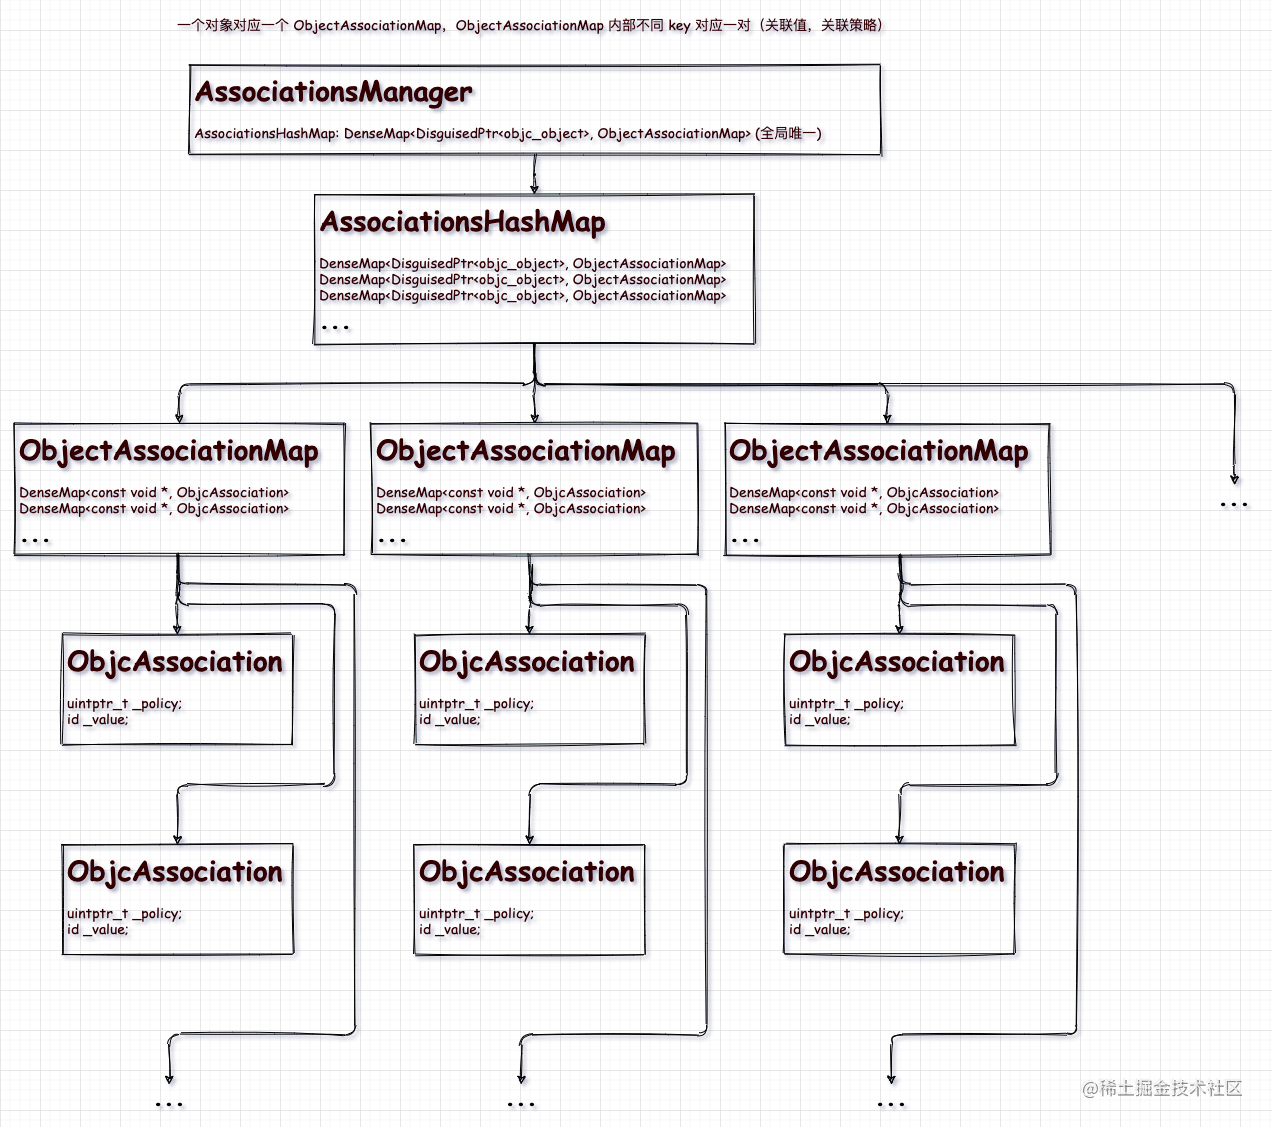 一个对象对应一个 ObjectAssociationMap，ObjectAssociationMap 内部不同 key 对应一对（关联值，关联策略）
AssociationsManager
AssociationsHashMap: DenseMap<DisguisedPtr<objc_object>, ObjectAssociationMap> (全局唯一)
AssociationsHashMap
DenseMap<DisguisedPtr<objc_object>, ObjectAssociationMap>
DenseMap<DisguisedPtr<objc_object>, ObjectAssociationMap>
DenseMap<DisguisedPtr<objc_object>, ObjectAssociationMap>
...
ObjectAssociationMap
DenseMap<const void *, ObjcAssociation>
DenseMap<const void *, ObjcAssociation>
...
ObjectAssociationMap
DenseMap<const void *, ObjcAssociation>
DenseMap<const void *, ObjcAssociation>
...
ObjectAssociationMap
DenseMap<const void *, ObjcAssociation>
DenseMap<const void *, ObjcAssociation>
...
...
ObjcAssociation
uintptr_t _policy;
id _value;
ObjcAssociation
uintptr_t _policy;
id _value;
ObjcAssociation
uintptr_t _policy;
id _value;
ObjcAssociation
uintptr_t _policy;
id _value;
ObjcAssociation
uintptr_t _policy;
id _value;
ObjcAssociation
uintptr_t _policy;
id _value;
...
...
...
@稀土掘金技术社区